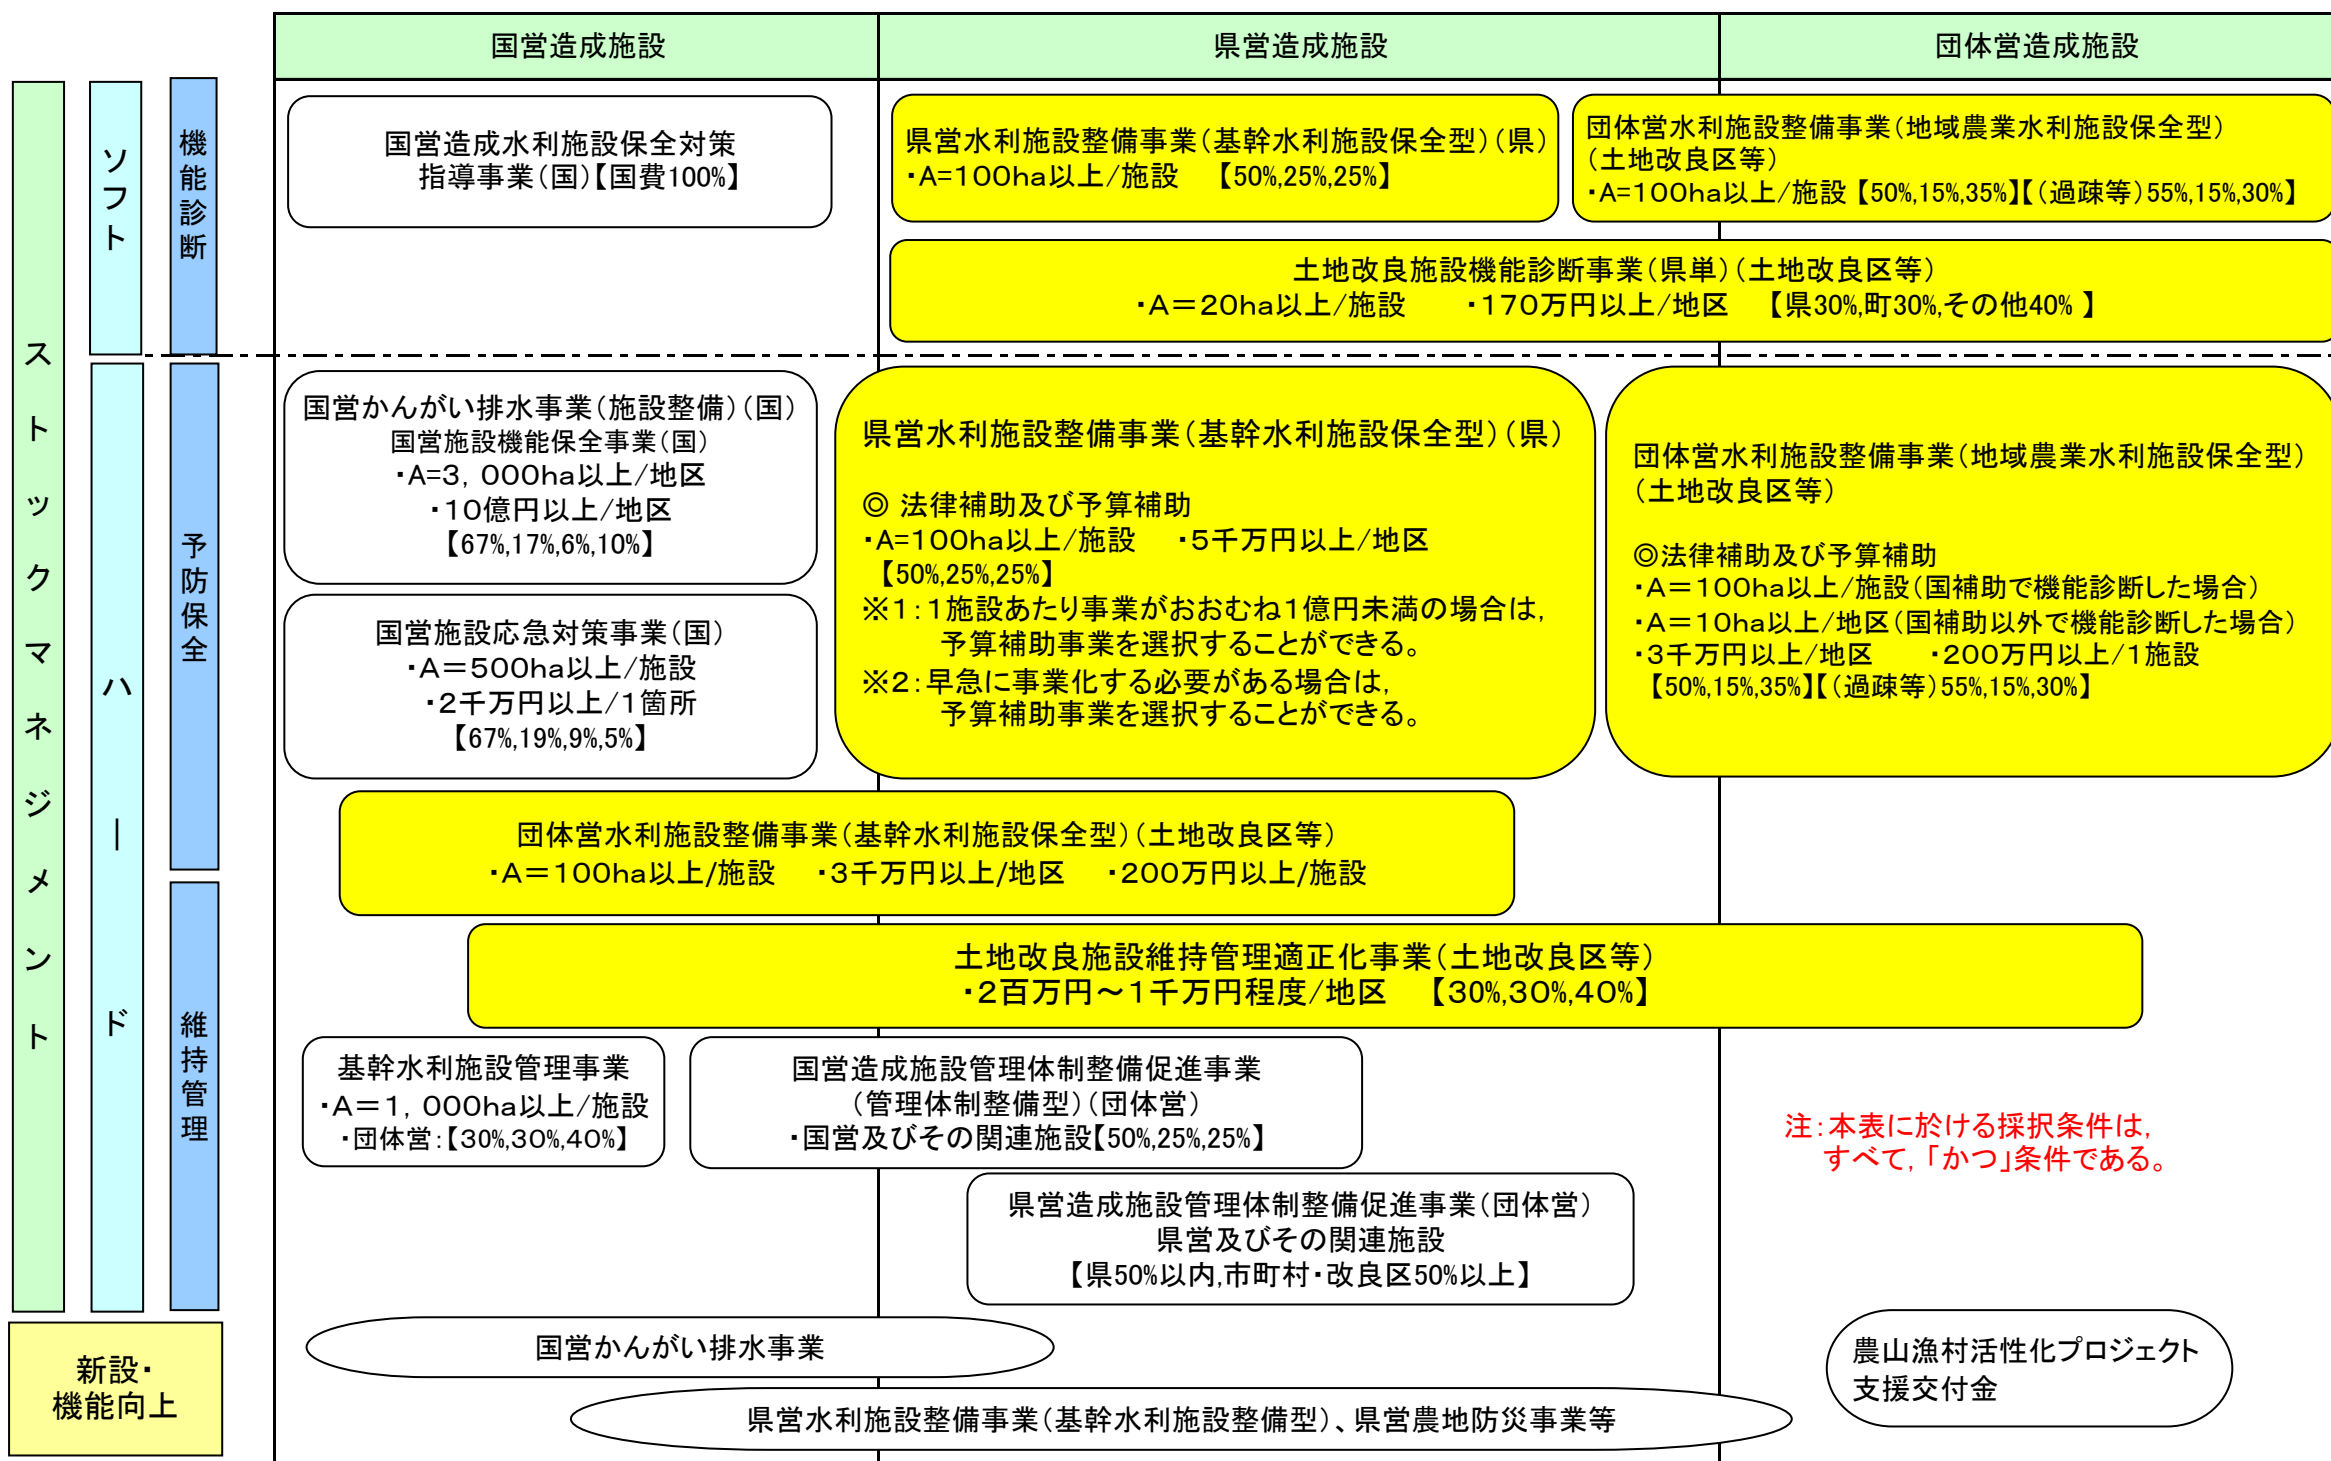 国営造成施設
県営造成施設
団体営造成施設
ストックマネジメント
ソフト
機能診断
国営造成水利施設保全対策
指導事業(国)【国費100%】
県営水利施設整備事業(基幹水利施設保全型)(県)
・A=100ha以上/施設　【50%,25%,25%】
団体営水利施設整備事業(地域農業水利施設保全型)
(土地改良区等)
・A=100ha以上/施設【50%,15%,35%】【(過疎等)55%,15%,30%】
土地改良施設機能診断事業(県単)(土地改良区等)
・A＝20ha以上/施設　　・170万円以上/地区　【県30%,町30%,その他40% 】
ハード
予防保全
国営かんがい排水事業(施設整備)(国)
国営施設機能保全事業(国)
・A=3，000ha以上/地区
・10億円以上/地区
【67%,17%,6%,10%】
国営施設応急対策事業(国)
・A＝500ha以上/施設
・2千万円以上/1箇所
【67%,19%,9%,5%】
県営水利施設整備事業(基幹水利施設保全型)(県)
◎ 法律補助及び予算補助
・A=100ha以上/施設　・5千万円以上/地区
【50%,25%,25%】
※1：1施設あたり事業がおおむね1億円未満の場合は，
予算補助事業を選択することができる。
※2：早急に事業化する必要がある場合は，
予算補助事業を選択することができる。
団体営水利施設整備事業(地域農業水利施設保全型)
(土地改良区等)
◎法律補助及び予算補助
・A＝100ha以上/施設(国補助で機能診断した場合)
・A＝10ha以上/地区(国補助以外で機能診断した場合)
・3千万円以上/地区　　・200万円以上/1施設
【50%,15%,35%】【(過疎等)55%,15%,30%】
団体営水利施設整備事業(基幹水利施設保全型)(土地改良区等)
・A＝100ha以上/施設　・3千万円以上/地区　・200万円以上/施設
維持管理
土地改良施設維持管理適正化事業(土地改良区等)
・2百万円～1千万円程度/地区　【30%,30%,40%】
基幹水利施設管理事業
・A＝1，000ha以上/施設
・団体営：【30%,30%,40%】
国営造成施設管理体制整備促進事業
(管理体制整備型)(団体営)
・国営及びその関連施設【50%,25%,25%】
県営造成施設管理体制整備促進事業(団体営)
県営及びその関連施設
【県50%以内,市町村・改良区50%以上】
注：本表に於ける採択条件は，
すべて，「かつ」条件である。
新設・
機能向上
国営かんがい排水事業
県営水利施設整備事業(基幹水利施設整備型)、県営農地防災事業等
農山漁村活性化プロジェクト
支援交付金